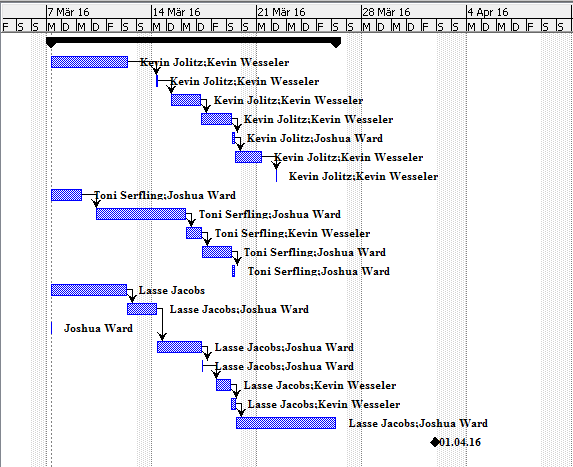 7 Mär 16 14 Mär 16 21 Mär 16 28 Mär 16 4 Apr 16
F S S M D M D F S S M D M D F S S M D M D F S S M D M D F S S M D M D F S S
Kevin Jolitz;Kevin Wesseler
Kevin Jolitz;Kevin Wesseler
Kevin Jolitz;Kevin Wesseler
Kevin Jolitz;Kevin Wesseler
Kevin Jolitz;Joshua Ward
Kevin Jolitz;Kevin Wesseler
Kevin Jolitz;Kevin Wesseler
Toni Serfling;Joshua Ward
Toni Serfling;Joshua Ward
Toni Serfling;Kevin Wesseler
Toni Serfling;Joshua Ward
Toni Serfling;Joshua Ward
Lasse Jacobs
Lasse Jacobs;Joshua Ward
Joshua Ward
Lasse Jacobs;Joshua Ward
Lasse Jacobs;Joshua Ward
Lasse Jacobs;Kevin Wesseler
Lasse Jacobs;Kevin Wesseler
Lasse Jacobs;Joshua Ward
01.04.16